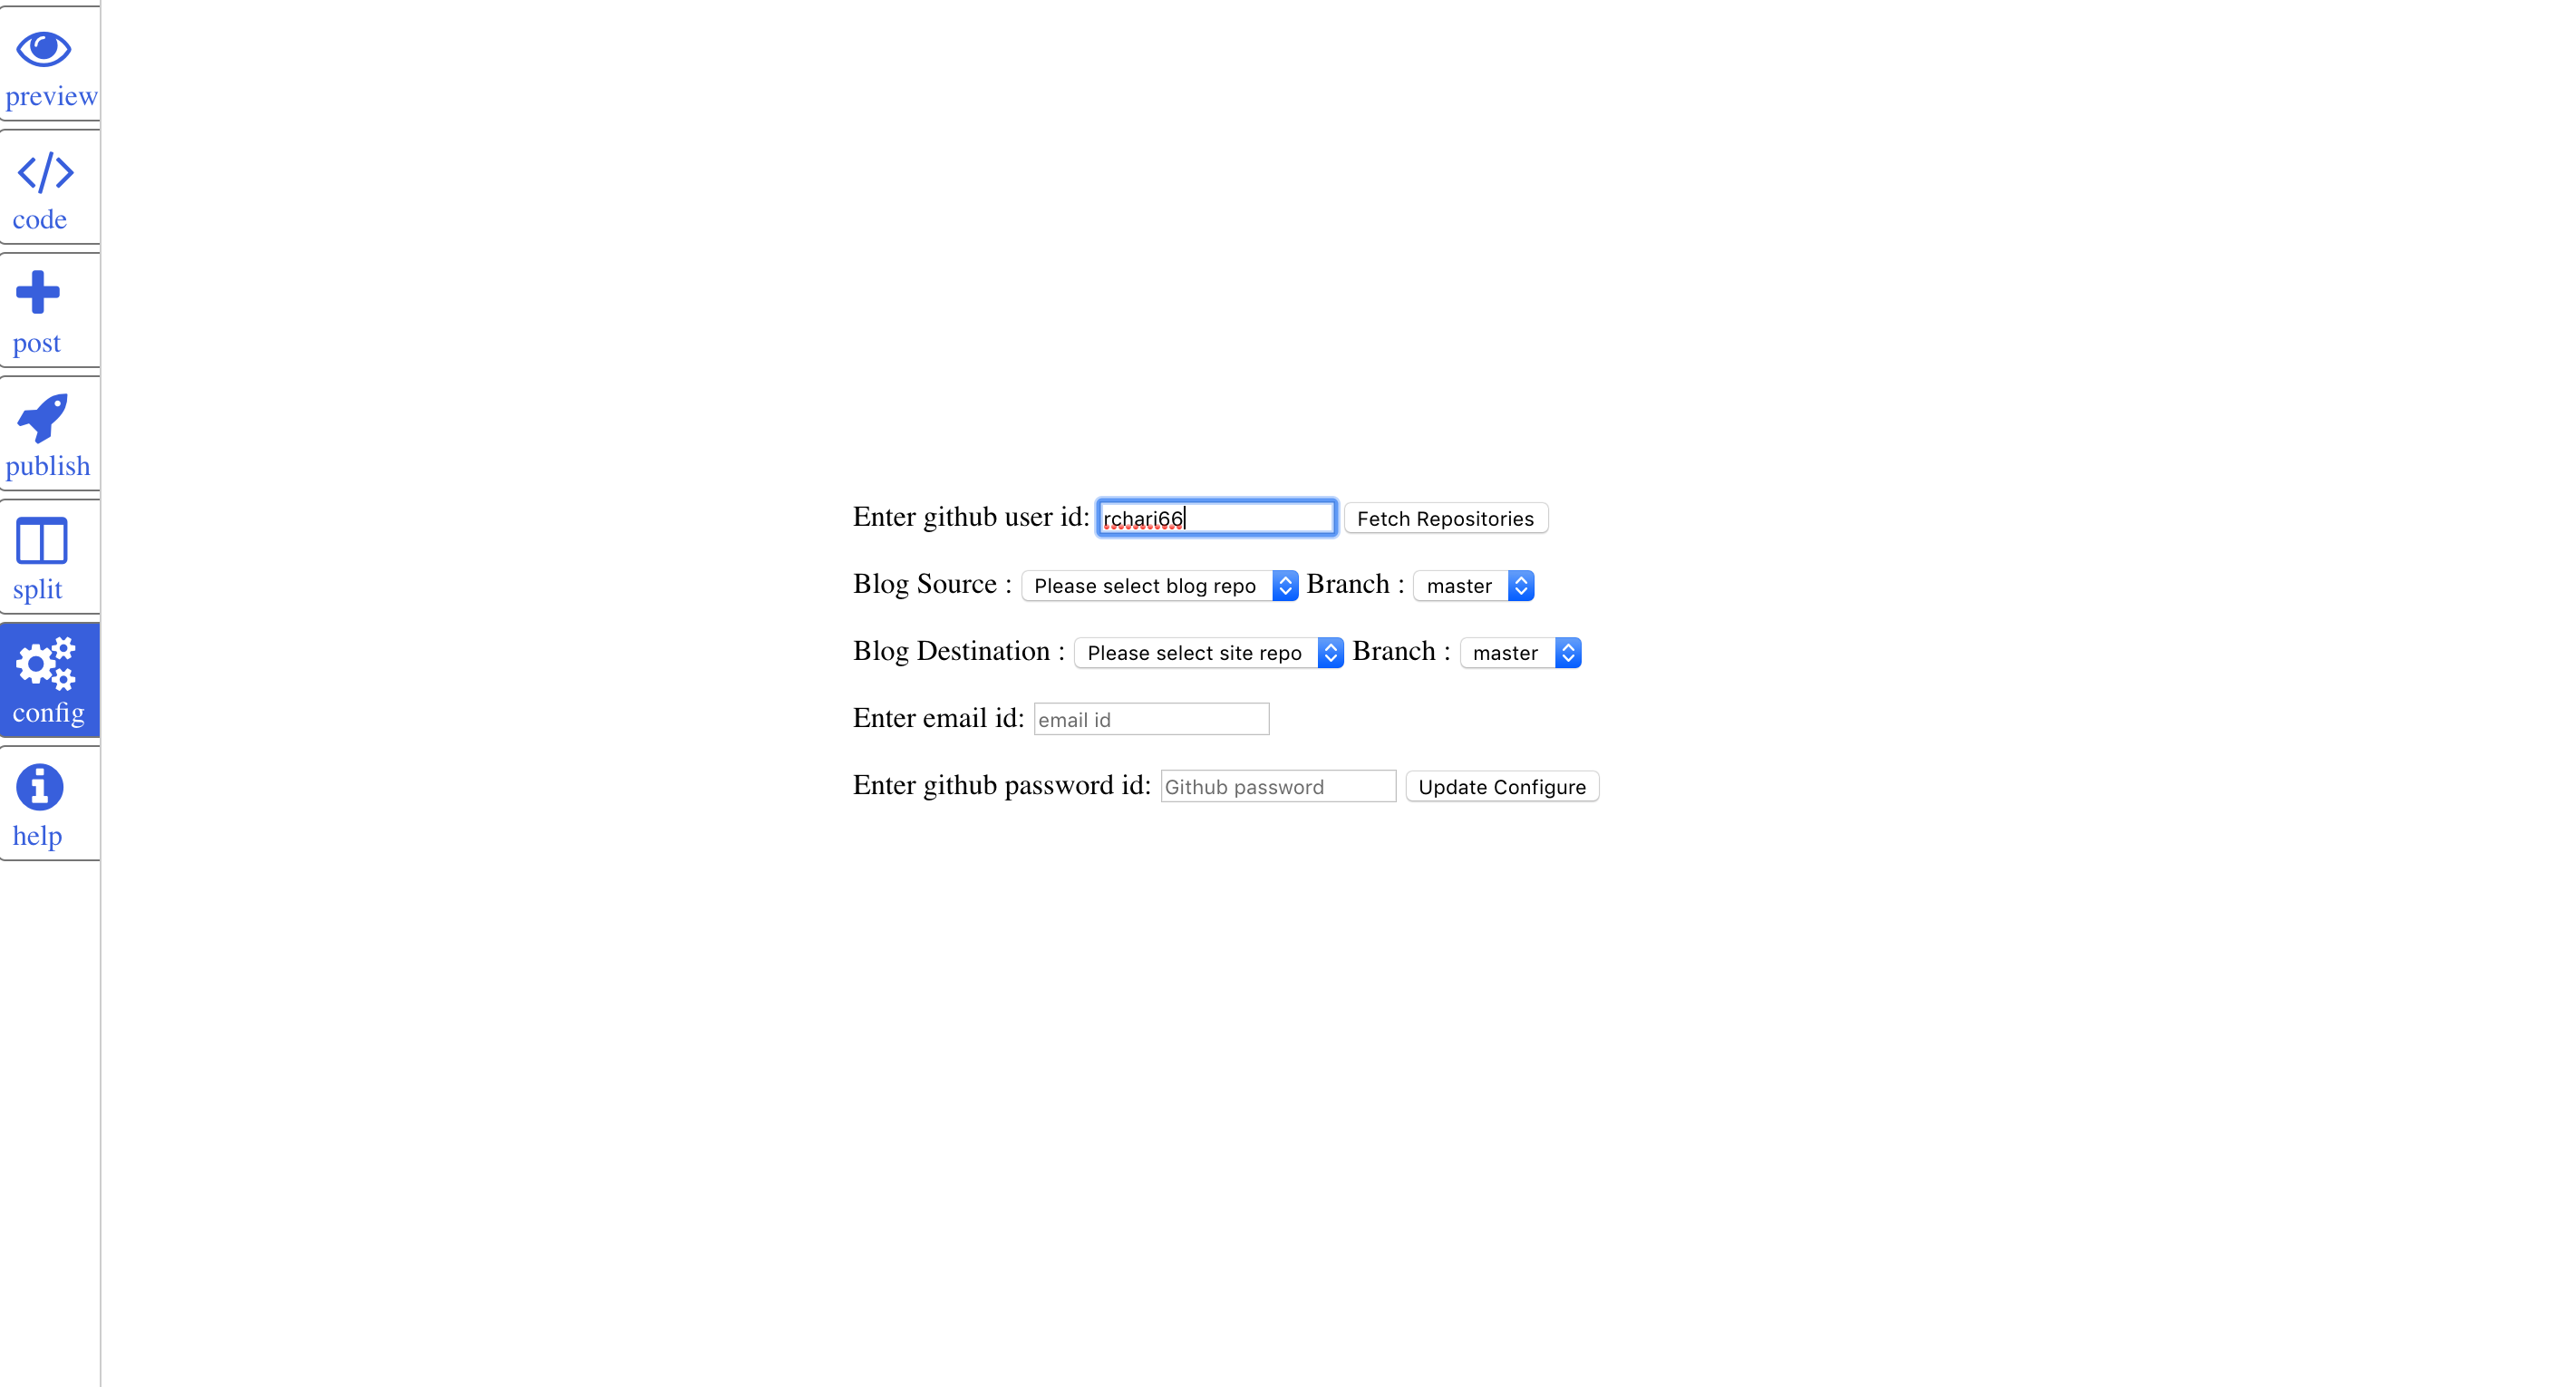 preview
code
post
publish
split
config
help
Enter github user id: rchari66 Fetch Repositories
Blog Source : Please select blog repo Branch : master
Blog Destination : Please select site repo Branch : master
Enter email id: email id
Enter github password id: Github password Update Configure